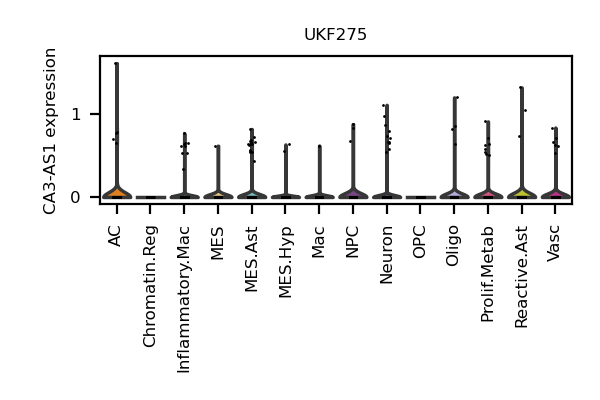 UKF275
CA3-AS1 expression
1
0
AC
Chromatin.Reg
Inflammatory.Mac
MES
MES.Ast
MES.Hyp
Mac
NPC
Neuron
OPC
Oligo
Prolif.Metab
Reactive.Ast
Vasc